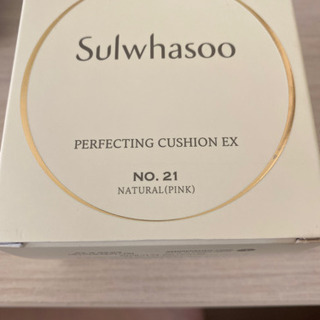 Sulwhasoo
PERFECTING CUSHION EX
NO. 21
NATURAL(PINK)